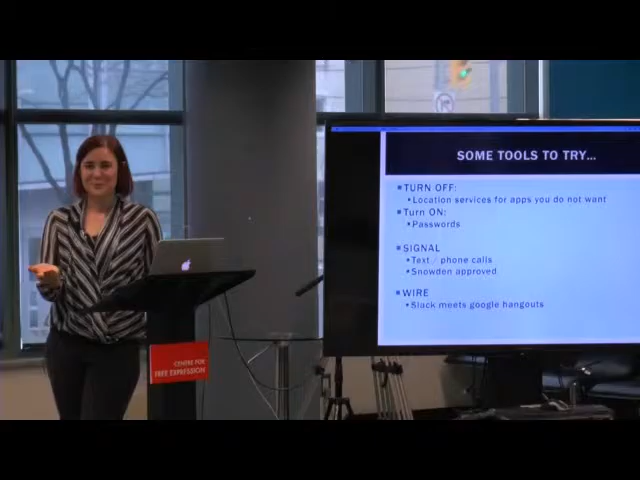 SOME TOOLS TO TRY...
TURN OFF:
Location services for apps you do not want
Turn ON:
Passwords
SIGNAL
Text / phone calls
Snowden approved
WIRE
Slack meets google hangouts
CENTRE FOR
FREE EXPRESSION